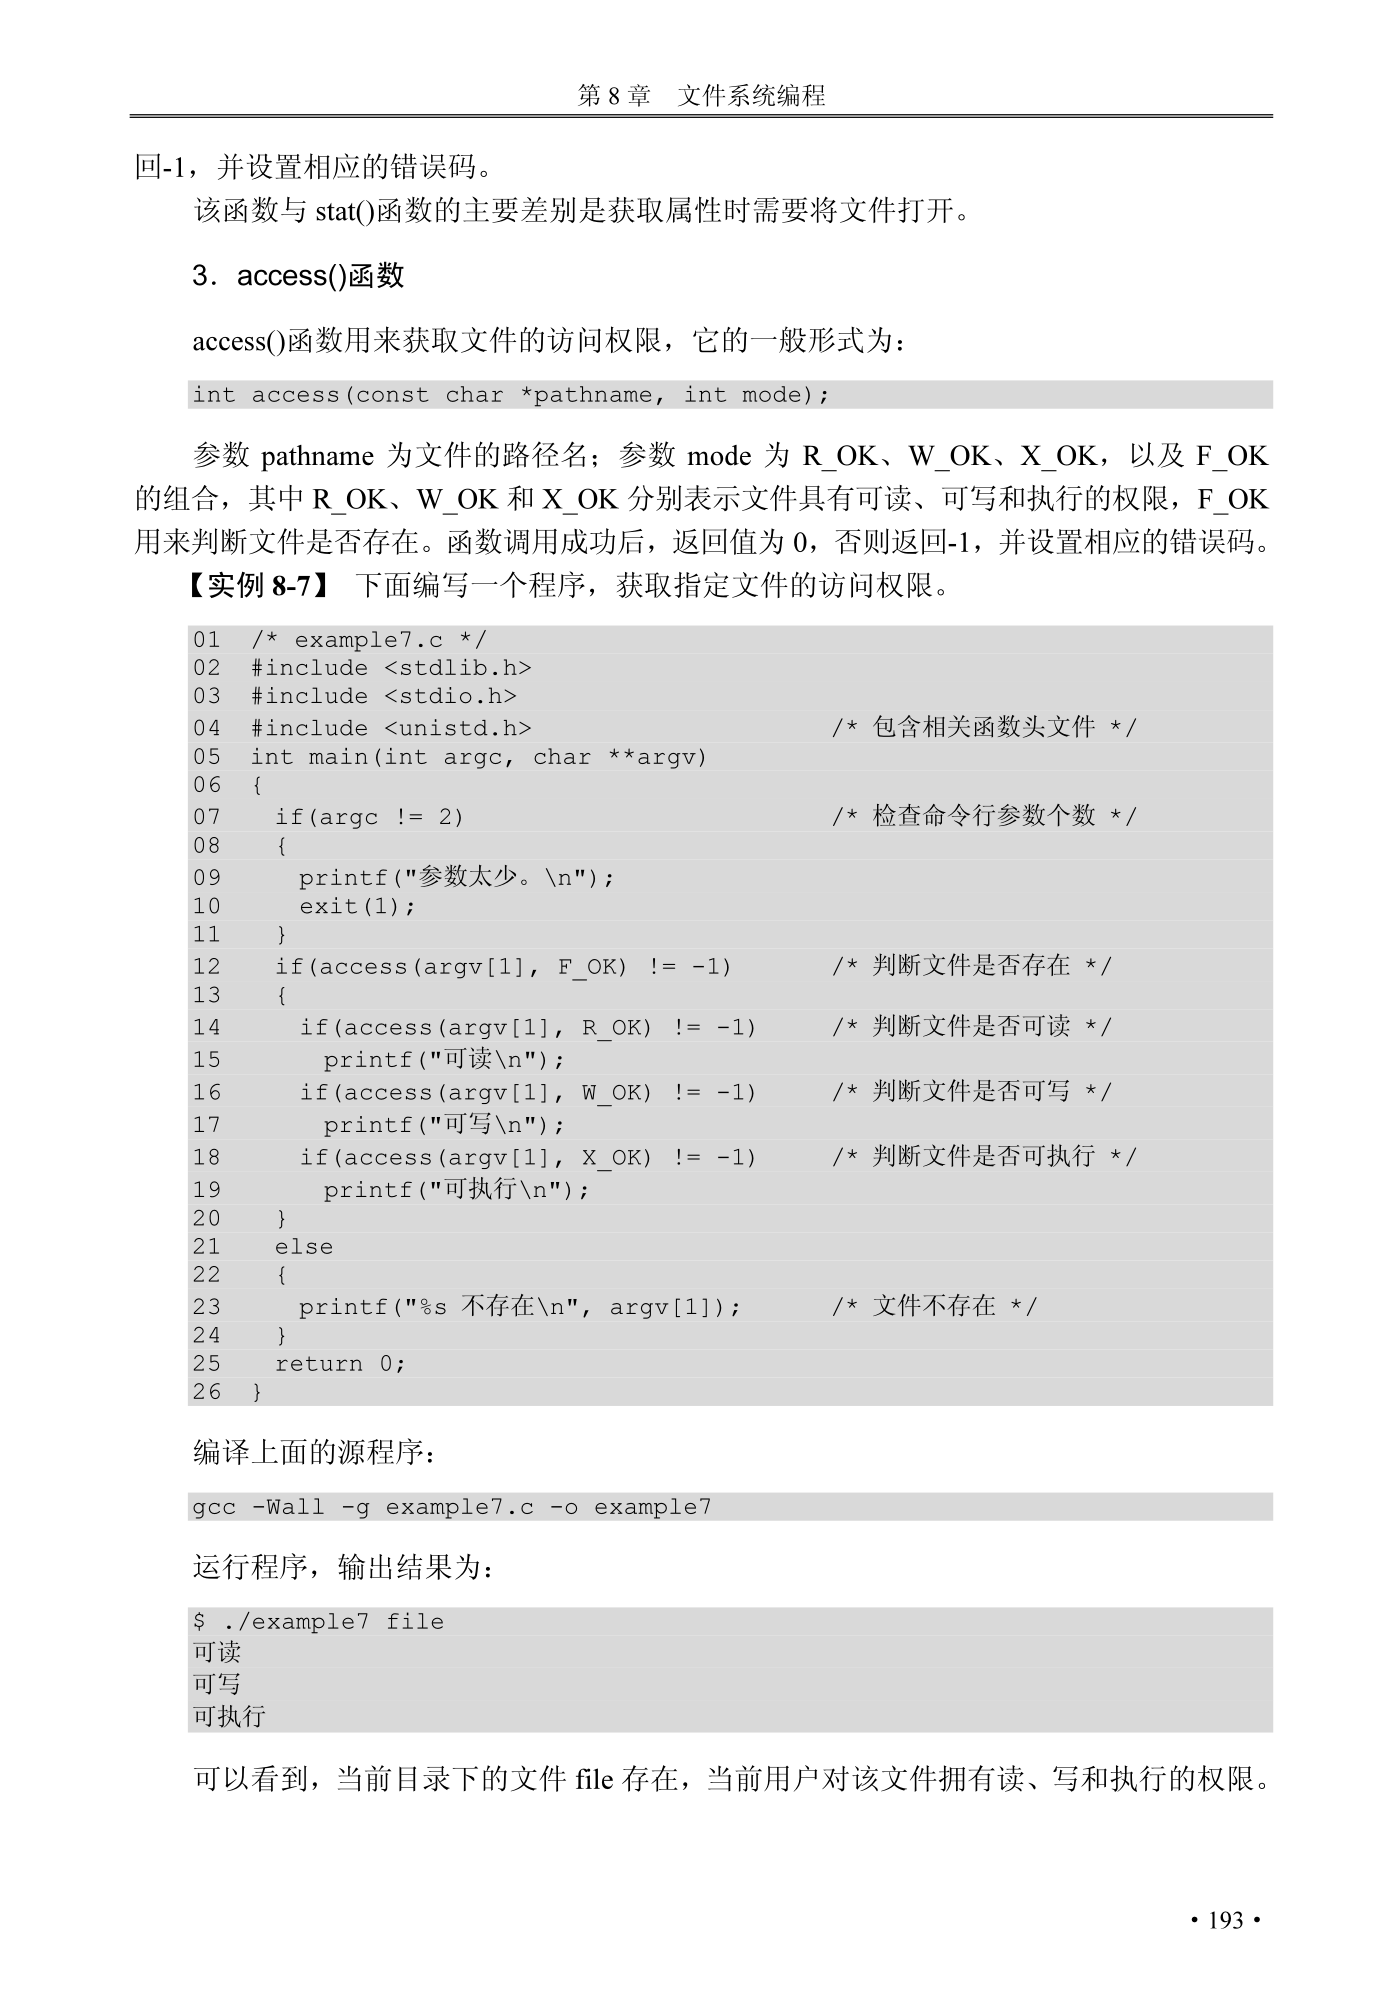 第 8 章　文件系统编程
回-1，并设置相应的错误码。
该函数与 stat()函数的主要差别是获取属性时需要将文件打开。
3．access()函数
access()函数用来获取文件的访问权限，它的一般形式为：
int access(const char *pathname, int mode);
参数 pathname 为文件的路径名；参数 mode 为 R_OK、W_OK、X_OK，以及 F_OK
的组合，其中 R_OK、W_OK 和 X_OK 分别表示文件具有可读、可写和执行的权限，F_OK
用来判断文件是否存在。函数调用成功后，返回值为 0，否则返回-1，并设置相应的错误码。
【实例 8-7】 下面编写一个程序，获取指定文件的访问权限。
01 /* example7.c */
02 #include <stdlib.h>
03 #include <stdio.h>
04 #include <unistd.h> /* 包含相关函数头文件 */
05 int main(int argc, char **argv)
06 {
07 if(argc != 2) /* 检查命令行参数个数 */
08 {
09 printf("参数太少。\n");
10 exit(1);
11 }
12 if(access(argv[1], F_OK) != -1) /* 判断文件是否存在 */
13 {
14 if(access(argv[1], R_OK) != -1) /* 判断文件是否可读 */
15 printf("可读\n");
16 if(access(argv[1], W_OK) != -1) /* 判断文件是否可写 */
17 printf("可写\n");
18 if(access(argv[1], X_OK) != -1) /* 判断文件是否可执行 */
19 printf("可执行\n");
20 }
21 else
22 {
23 printf("%s 不存在\n", argv[1]); /* 文件不存在 */
24 }
25 return 0;
26 }
编译上面的源程序：
gcc -Wall -g example7.c -o example7
运行程序，输出结果为：
$ ./example7 file
可读
可写
可执行
可以看到，当前目录下的文件 file 存在，当前用户对该文件拥有读、写和执行的权限。
• 193 •